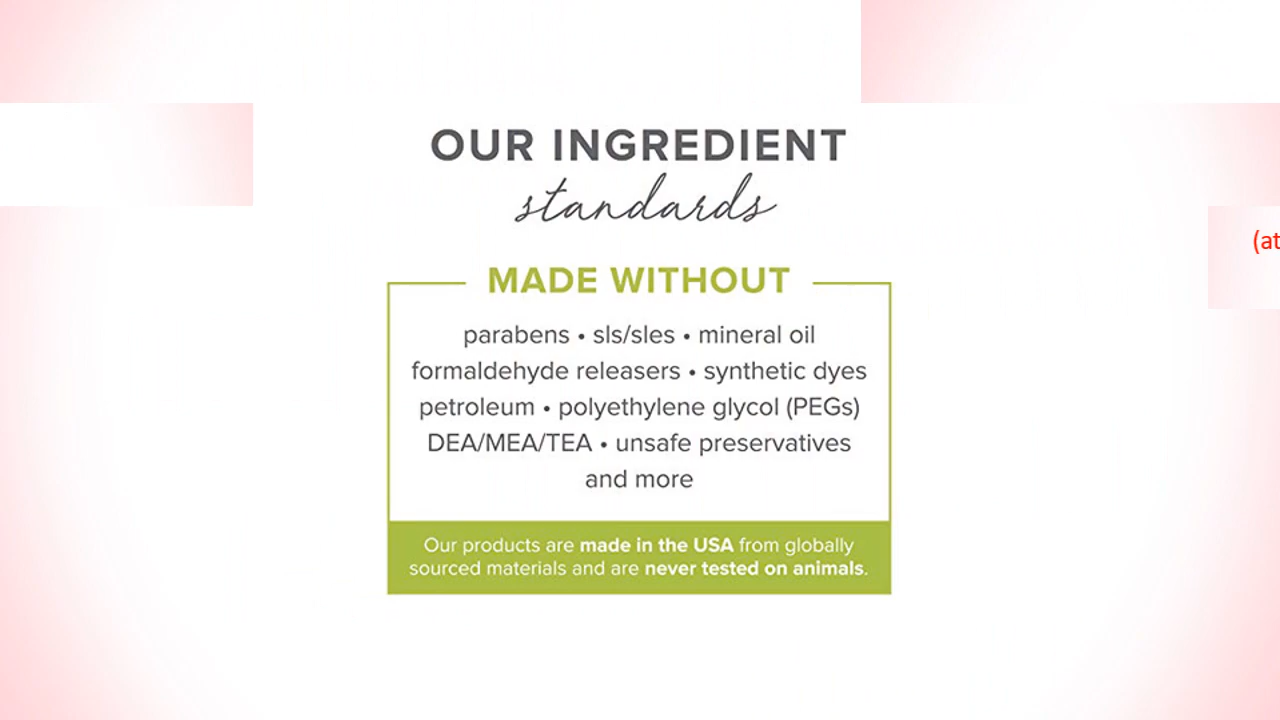 OUR INGREDIENT
standards
(at
MADE WITHOUT
parabens • sls/sles • mineral oil
formaldehyde releasers • synthetic dyes
petroleum • polyethylene glycol (PEGs)
DEA/MEA/TEA • unsafe preservatives
and more
Our products are made in the USA from globally
sourced materials and are never tested on animals.